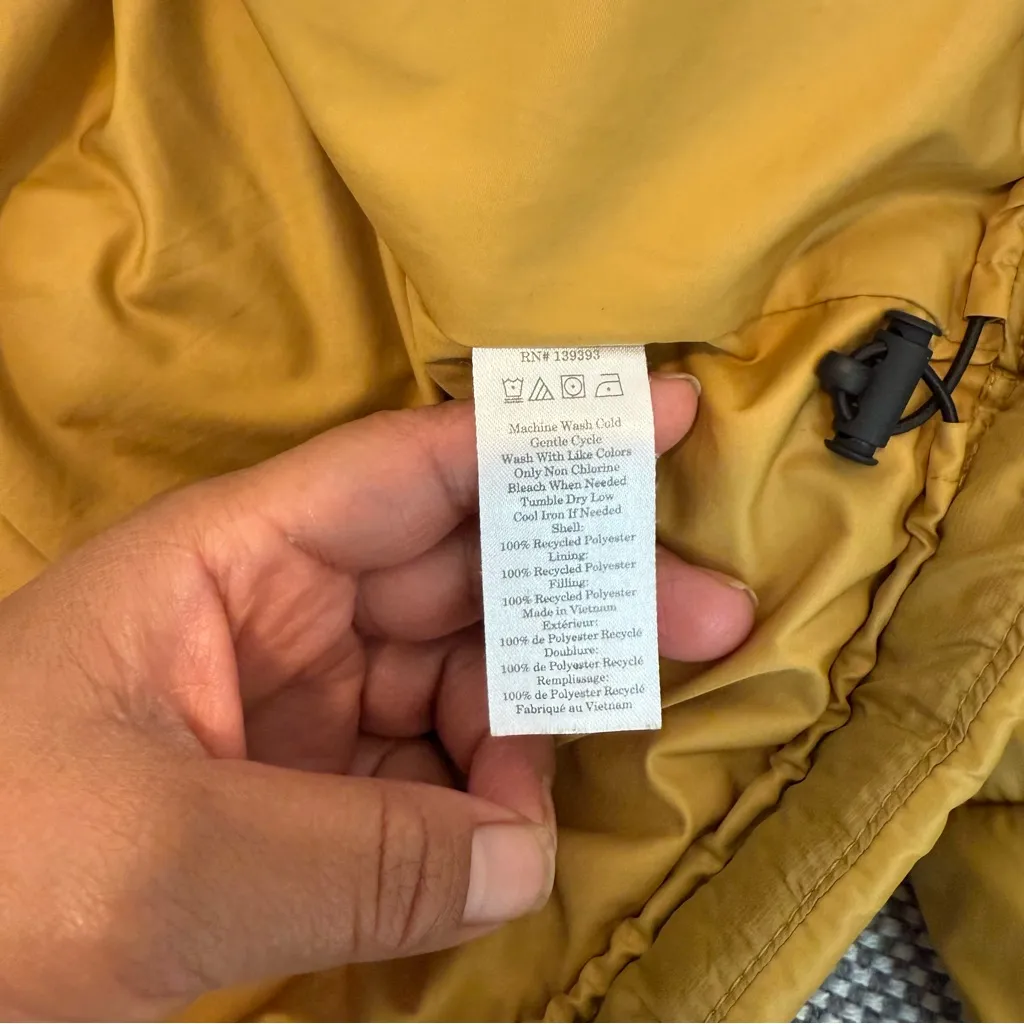 RN# 139393
Machine Wash Cold
Gentle Cycle
Wash With Like Colors
Only Non Chlorine
Bleach When Needed
Tumble Dry Low
Cool Iron If Needed
Shell:
100% Recycled Polyester
Lining:
100% Recycled Polyester
Filling:
100% Recycled Polyester
Made in Vietnam
Extérieur:
100% de Polyester Recyclé
Doublure:
100% de Polyester Recyclé
Remplissage:
100% de Polyester Recyclé
Fabriqué au Vietnam